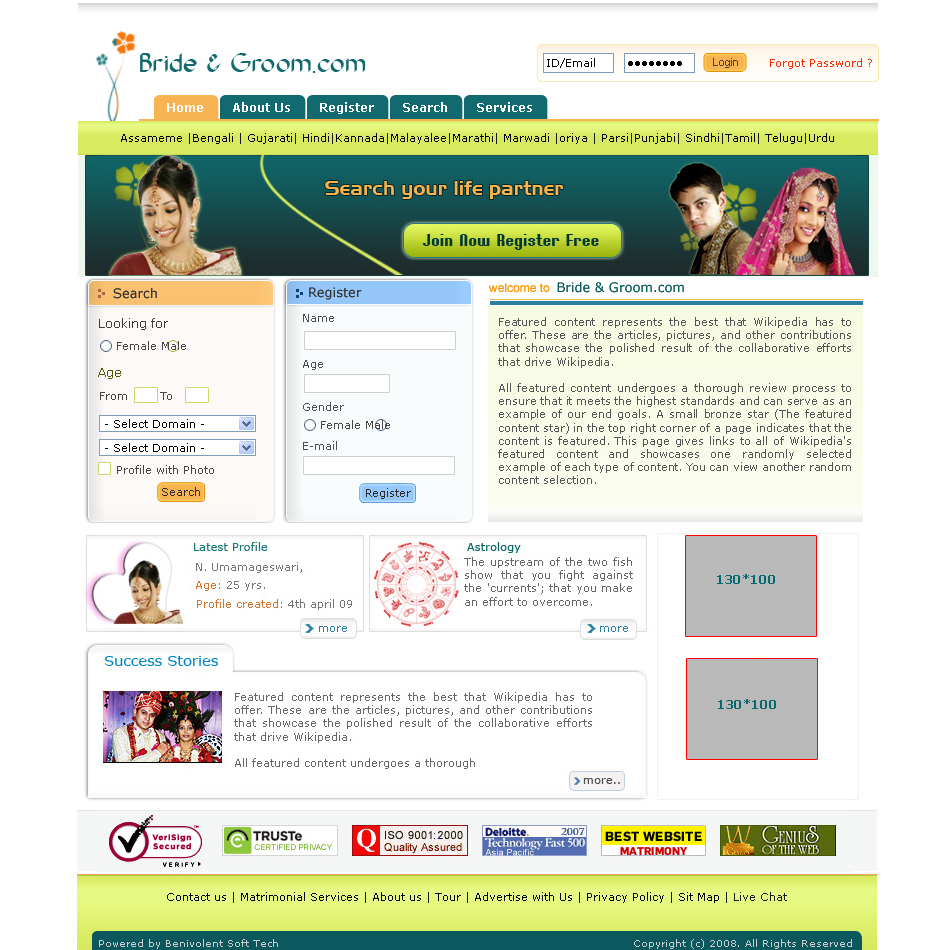 Bride & Groom.com
ID/Email
Login
Forgot Password ?
Home About Us Register Search Services
Assameme |Bengali | Gujarati| Hindi|Kannada|Malayalee|Marathi| Marwadi |oriya | Parsi|Punjabi| Sindhi|Tamil| Telugu|Urdu
Search your life partner
Join Now Register Free
Search
Looking for
Female Male
Age
From To
- Select Domain -
- Select Domain -
Profile with Photo
Search
Register
Name
Age
Gender
Female Male
E-mail
Register
welcome to Bride & Groom.com
Featured content represents the best that Wikipedia has to
offer. These are the articles, pictures, and other contributions
that showcase the polished result of the collaborative efforts
that drive Wikipedia.
All featured content undergoes a thorough review process to
ensure that it meets the highest standards and can serve as an
example of our end goals. A small bronze star (The featured
content star) in the top right corner of a page indicates that the
content is featured. This page gives links to all of Wikipedia's
featured content and showcases one randomly selected
example of each type of content. You can view another random
content selection.
Latest Profile
N. Umamageswari,
Age: 25 yrs.
Profile created: 4th april 09
more
Astrology
The upstream of the two fish
show that you fight against
the 'currents'; that you make
an effort to overcome.
more
130*100
130*100
Success Stories
Featured content represents the best that Wikipedia has to
offer. These are the articles, pictures, and other contributions
that showcase the polished result of the collaborative efforts
that drive Wikipedia.
All featured content undergoes a thorough
more..
VeriSign
Secured
VERIFY
TRUSTe
CERTIFIED PRIVACY
Q ISO 9001:2000
Quality Assured
Deloitte. 2007
Technology Fast 500
Asia Pacific
BEST WEBSITE
MATRIMONY
GENIUS
OF THE WEB
Contact us | Matrimonial Services | About us | Tour | Advertise with Us | Privacy Policy | Sit Map | Live Chat
Powered by Benivolent Soft Tech
Copyright (c) 2008. All Rights Reserved